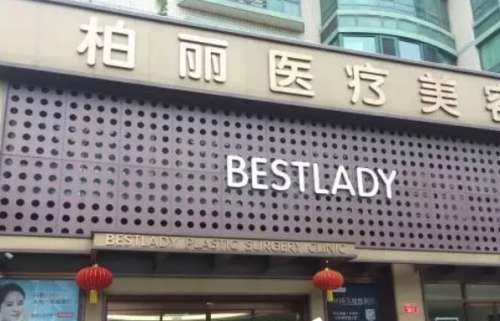 柏丽医疗美容
BESTLADY
BESTLADY PLASTIC SURGERY CLINIC